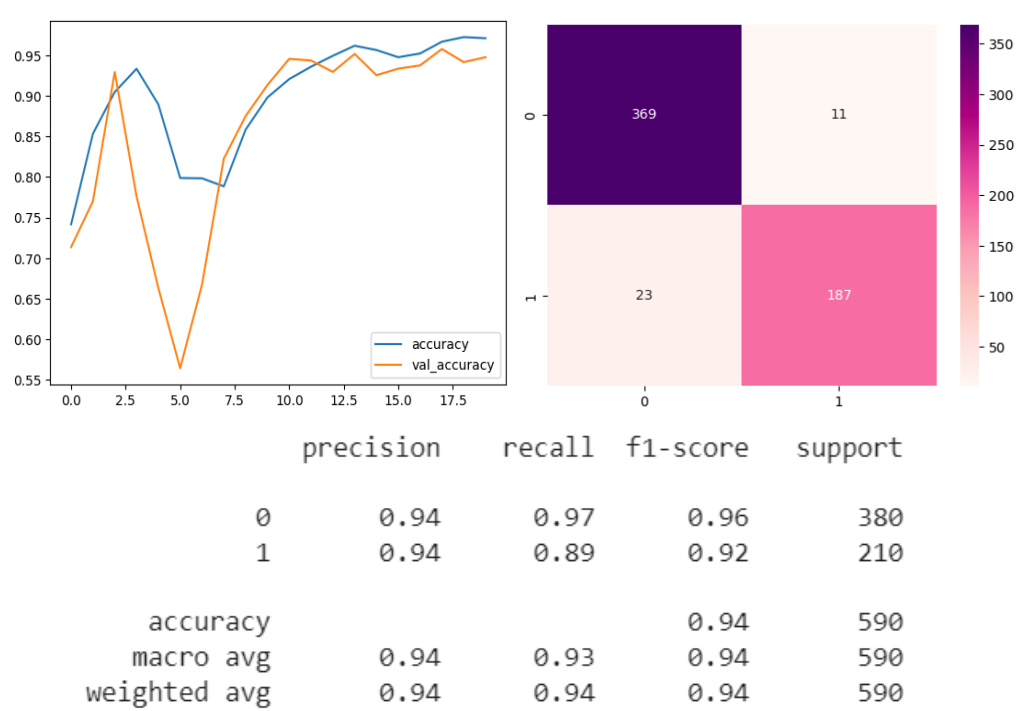 0.95
0.90
0.85
0.80
0.75
0.70
0.65
0.60
0.55
0.0 2.5 5.0 7.5 10.0 12.5 15.0 17.5
accuracy
val_accuracy
0
1
369 11
23 187
0 1
350
300
250
200
150
100
50
precision recall f1-score support
0 0.94 0.97 0.96 380
1 0.94 0.89 0.92 210
accuracy 0.94 590
macro avg 0.94 0.93 0.94 590
weighted avg 0.94 0.94 0.94 590